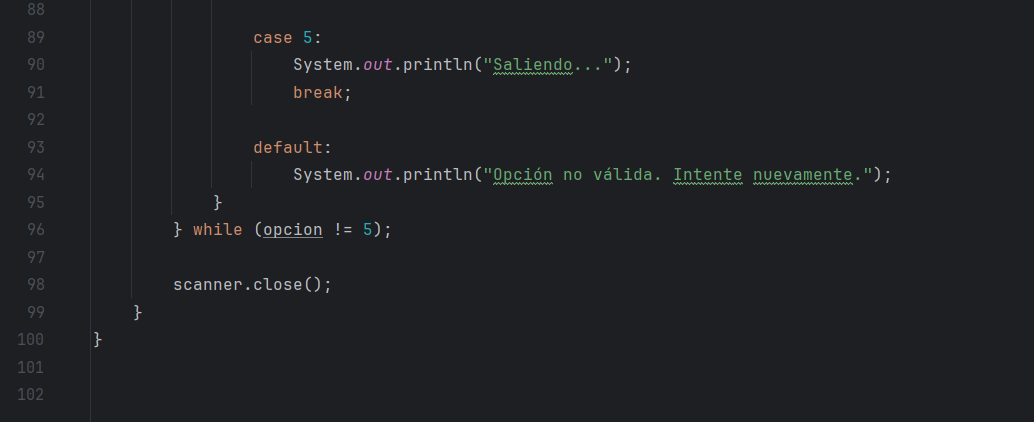 88
89 case 5:
90 System.out.println("Saliendo...");
91 break;
92
93 default:
94 System.out.println("Opción no válida. Intente nuevamente.");
95 }
96 } while (opcion != 5);
97
98 scanner.close();
99 }
100 }
101
102